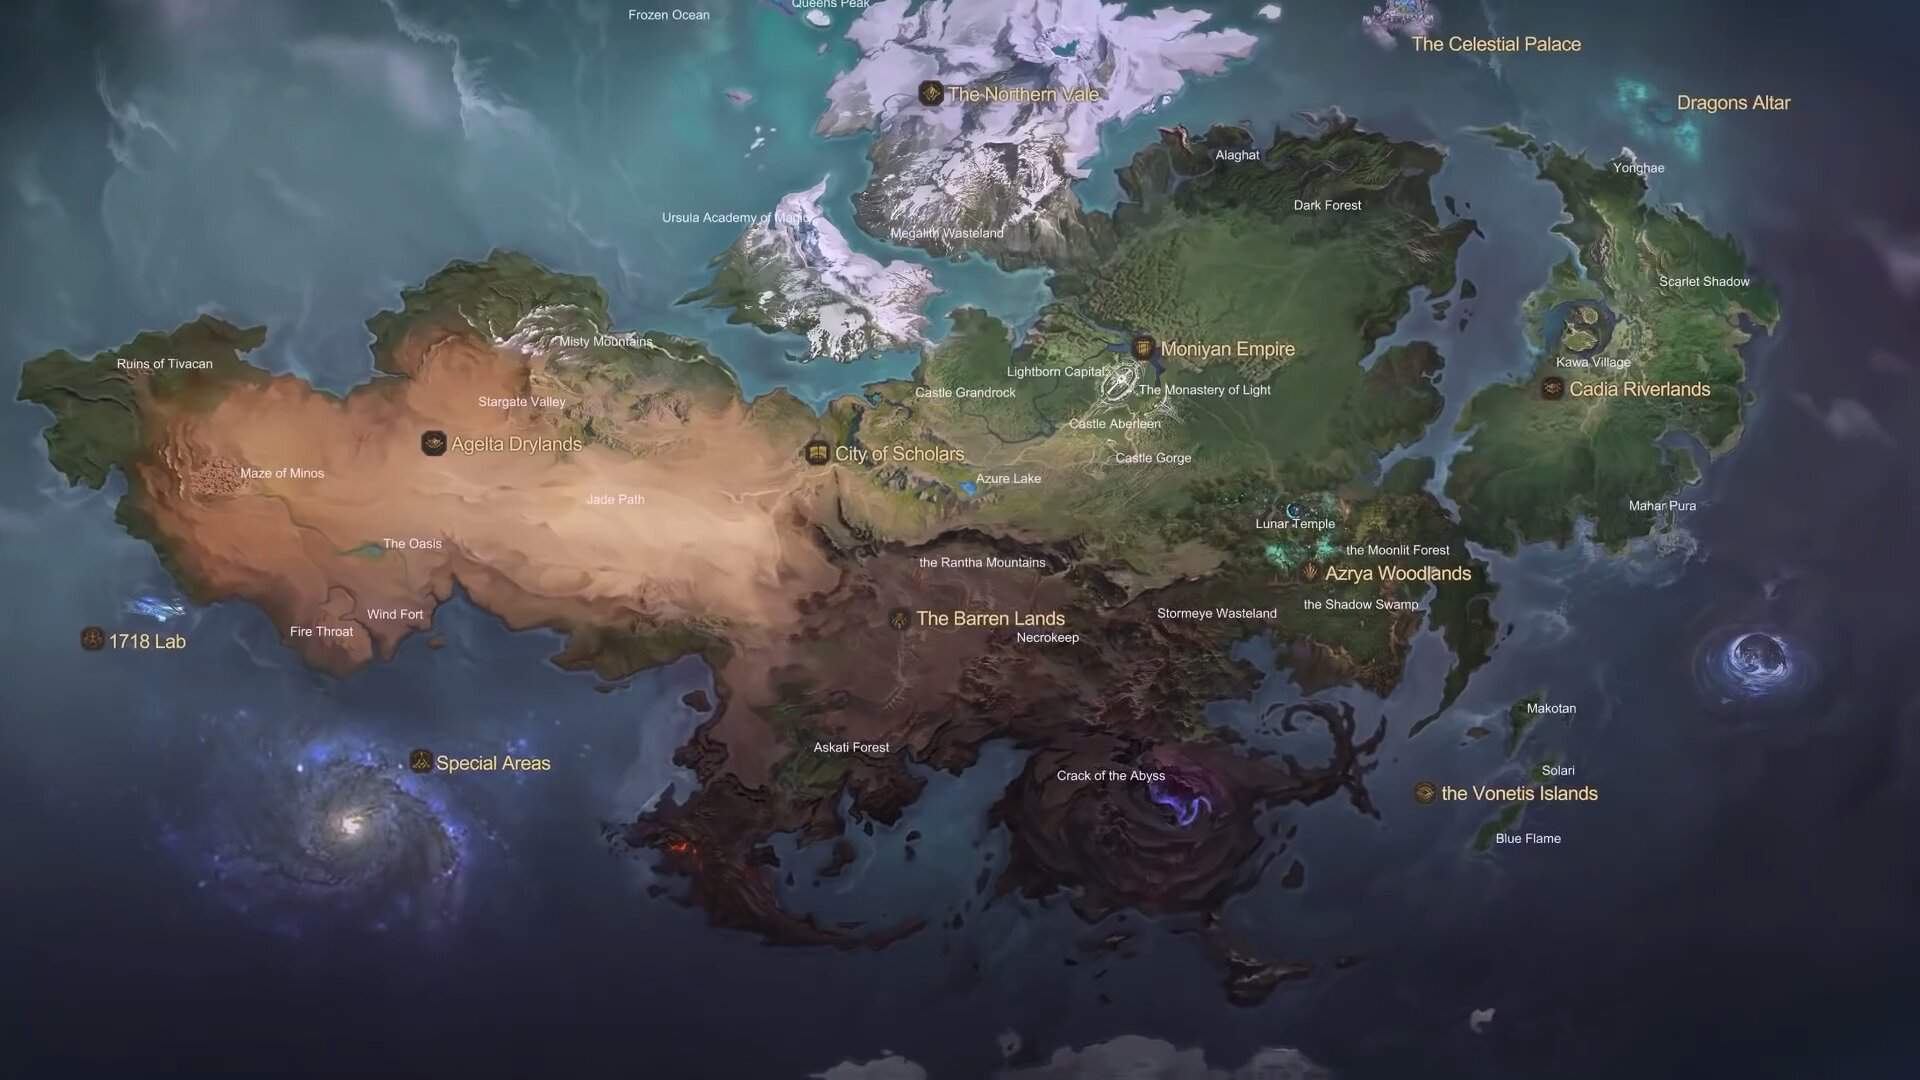 Frozen Ocean
Queens Peak
The Celestial Palace
The Northern Vale
Dragons Altar
Alaghat
Yonghae
Dark Forest
Ursula Academy of Magic
Megalith Wasteland
Scarlet Shadow
Misty Mountains
Moniyan Empire
Ruins of Tivacan
Kawa Village
Lightborn Capital
The Monastery of Light
Cadia Riverlands
Castle Grandrock
Stargate Valley
Castle Aberleen
Agelta Drylands
City of Scholars
Castle Gorge
Maze of Minos
Azure Lake
Jade Path
Mahar Pura
Lunar Temple
The Oasis
the Moonlit Forest
the Rantha Mountains
Azrya Woodlands
the Shadow Swamp
Wind Fort
Stormeye Wasteland
The Barren Lands
Fire Throat
Necrokeep
1718 Lab
Makotan
Askati Forest
Special Areas
Solari
Crack of the Abyss
the Vonetis Islands
Blue Flame